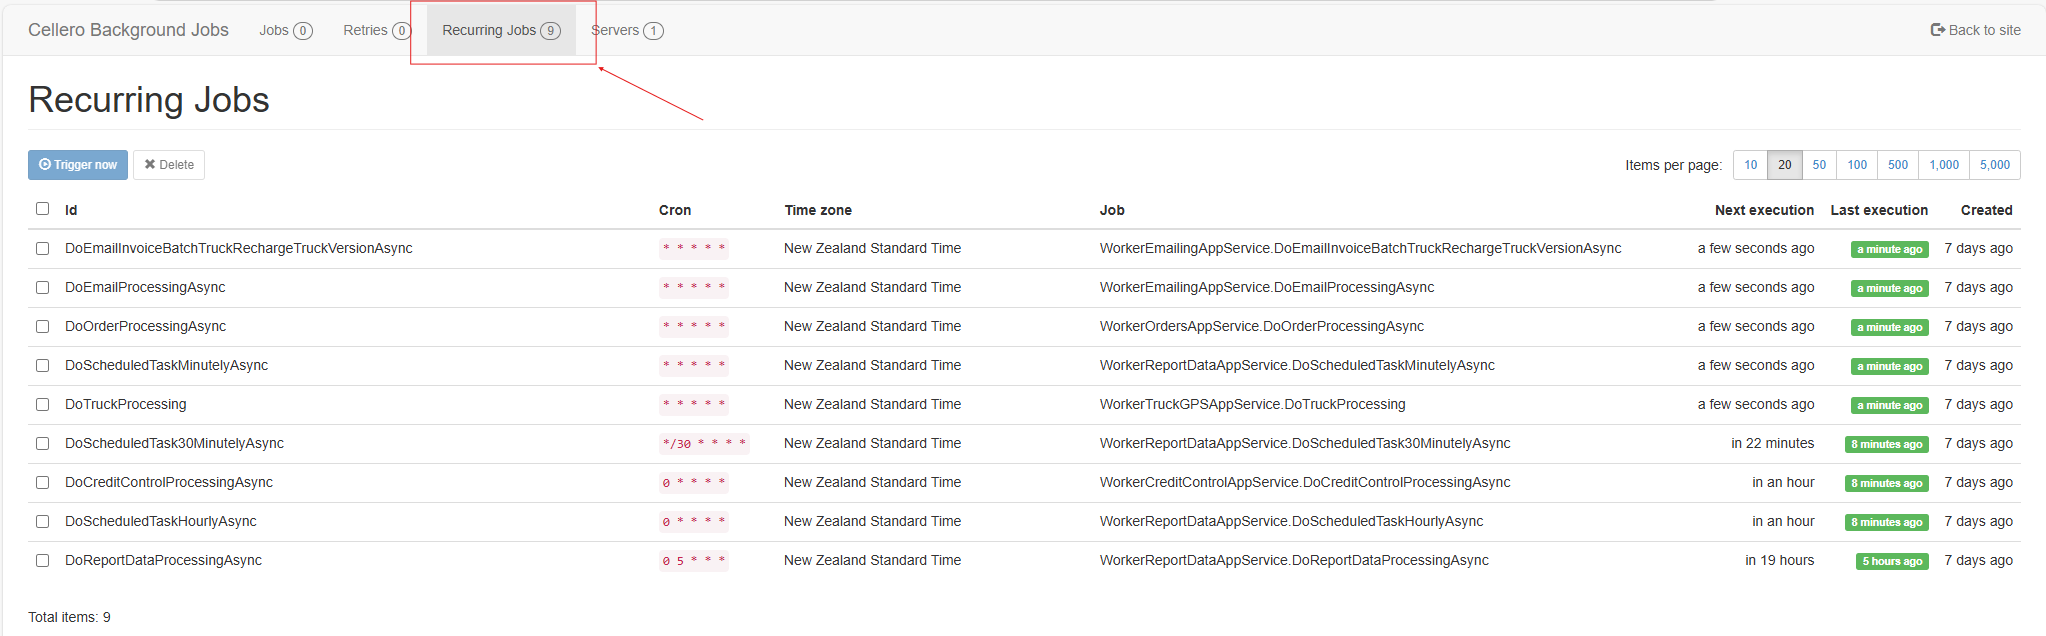 Cellero Background Jobs Jobs 0 Retries 0 Recurring Jobs 9 Servers 1 Back to site
Recurring Jobs
Trigger now Delete Items per page: 10 20 50 100 500 1,000 5,000
Id Cron Time zone Job Next execution Last execution Created
DoEmailInvoiceBatchTruckRechargeTruckVersionAsync * * * * * New Zealand Standard Time WorkerEmailingAppService.DoEmailInvoiceBatchTruckRechargeTruckVersionAsync a few seconds ago a minute ago 7 days ago
DoEmailProcessingAsync * * * * * New Zealand Standard Time WorkerEmailingAppService.DoEmailProcessingAsync a few seconds ago a minute ago 7 days ago
DoOrderProcessingAsync * * * * * New Zealand Standard Time WorkerOrdersAppService.DoOrderProcessingAsync a few seconds ago a minute ago 7 days ago
DoScheduledTaskMinutelyAsync * * * * * New Zealand Standard Time WorkerReportDataAppService.DoScheduledTaskMinutelyAsync a few seconds ago a minute ago 7 days ago
DoTruckProcessing * * * * * New Zealand Standard Time WorkerTruckGPSAppService.DoTruckProcessing a few seconds ago a minute ago 7 days ago
DoScheduledTask30MinutelyAsync */30 * * * * New Zealand Standard Time WorkerReportDataAppService.DoScheduledTask30MinutelyAsync in 22 minutes 8 minutes ago 7 days ago
DoCreditControlProcessingAsync 0 * * * * New Zealand Standard Time WorkerCreditControlAppService.DoCreditControlProcessingAsync in an hour 8 minutes ago 7 days ago
DoScheduledTaskHourlyAsync 0 * * * * New Zealand Standard Time WorkerReportDataAppService.DoScheduledTaskHourlyAsync in an hour 8 minutes ago 7 days ago
DoReportDataProcessingAsync 0 5 * * * New Zealand Standard Time WorkerReportDataAppService.DoReportDataProcessingAsync in 19 hours 5 hours ago 7 days ago
Total items: 9